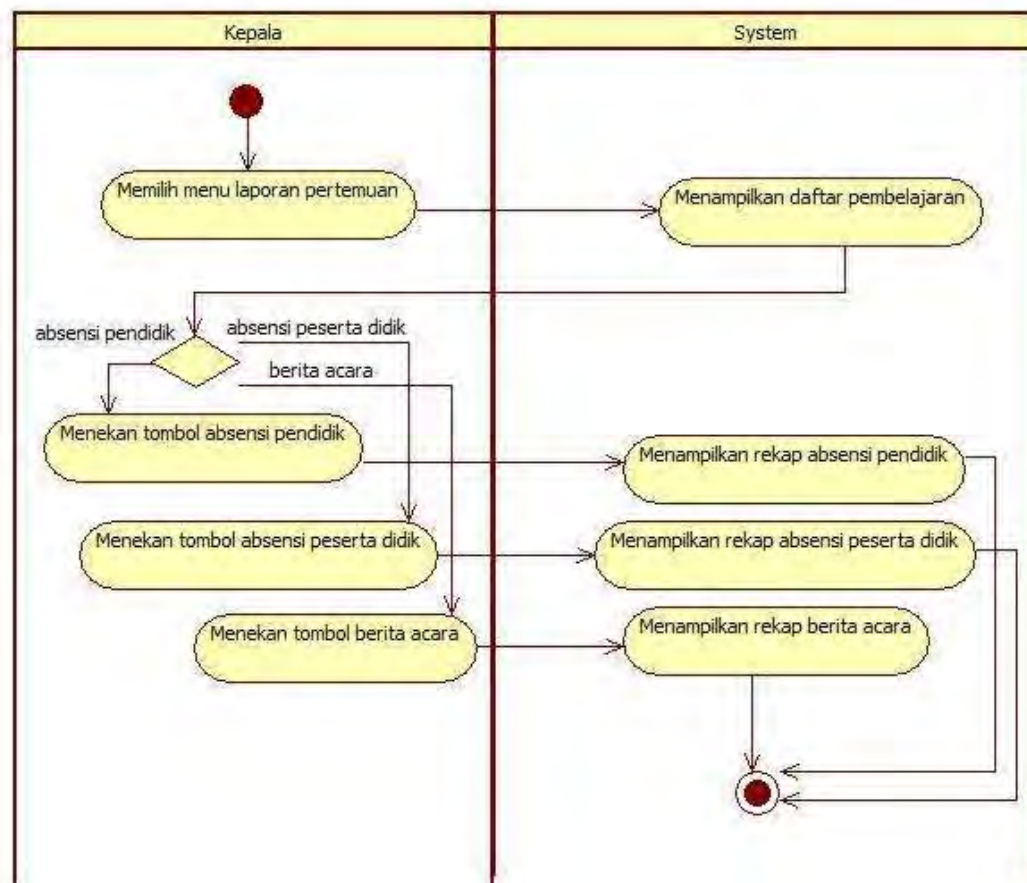 Kepala
System
Memilih menu laporan pertemuan
Menampilkan daftar pembelajaran
absensi pendidik
absensi peserta didik
berita acara
Menekan tombol absensi pendidik
Menampilkan rekap absensi pendidik
Menekan tombol absensi peserta didik
Menampilkan rekap absensi peserta didik
Menekan tombol berita acara
Menampilkan rekap berita acara